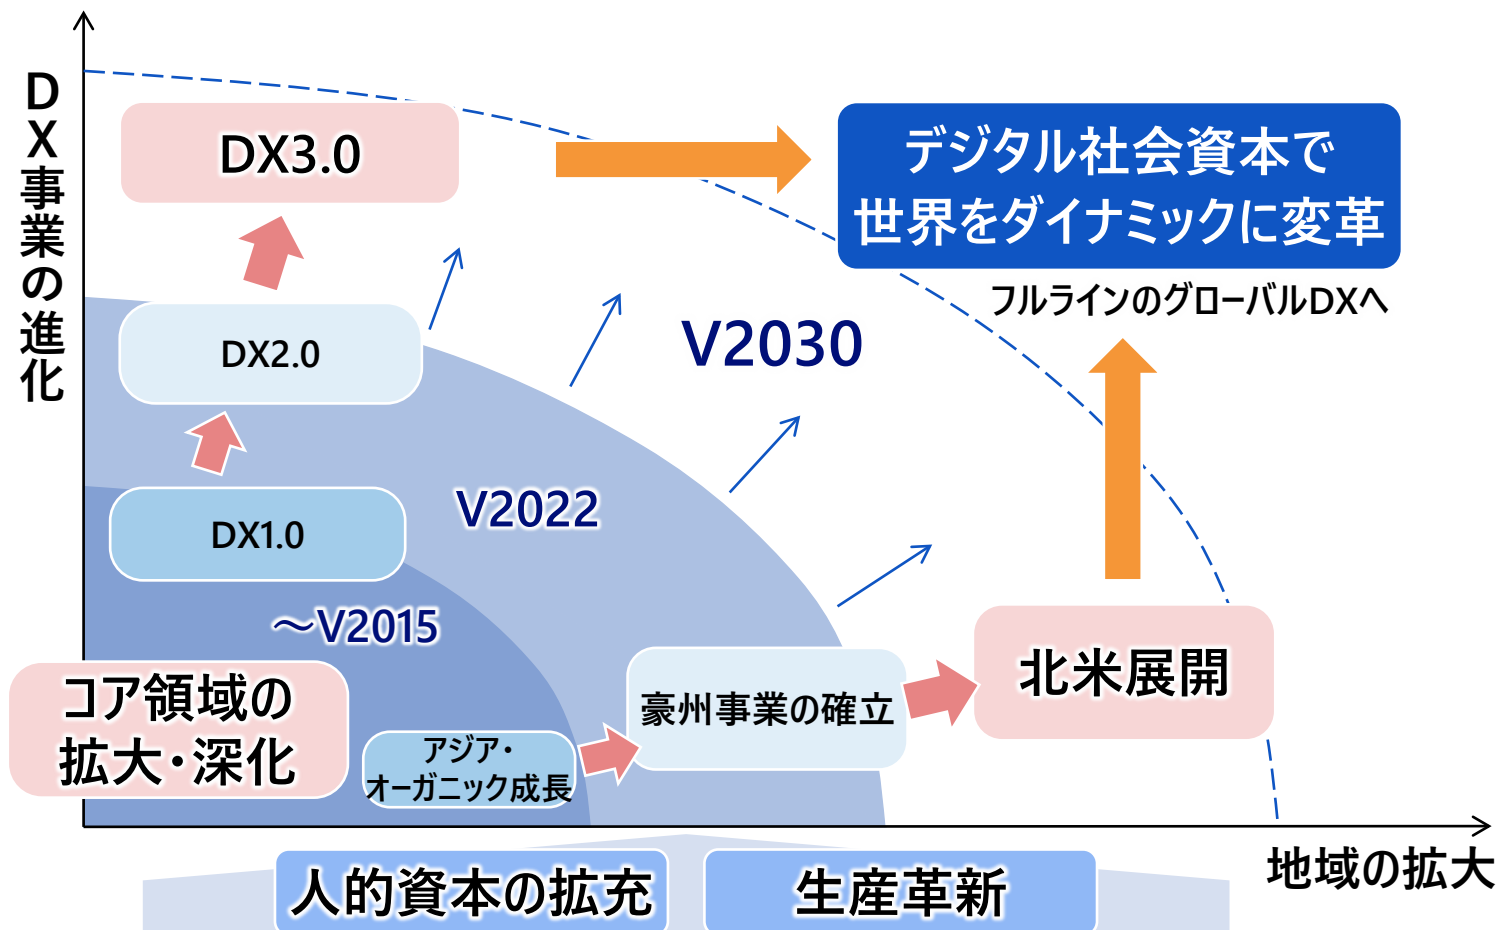 DX事業の進化
DX3.0
デジタル社会資本で
世界をダイナミックに変革
フルラインのグローバルDXへ
V2030
DX2.0
V2022
DX1.0
～V2015
コア領域の
拡大・深化
アジア・
オーガニック成長
豪州事業の確立
北米展開
地域の拡大
人的資本の拡充
生産革新